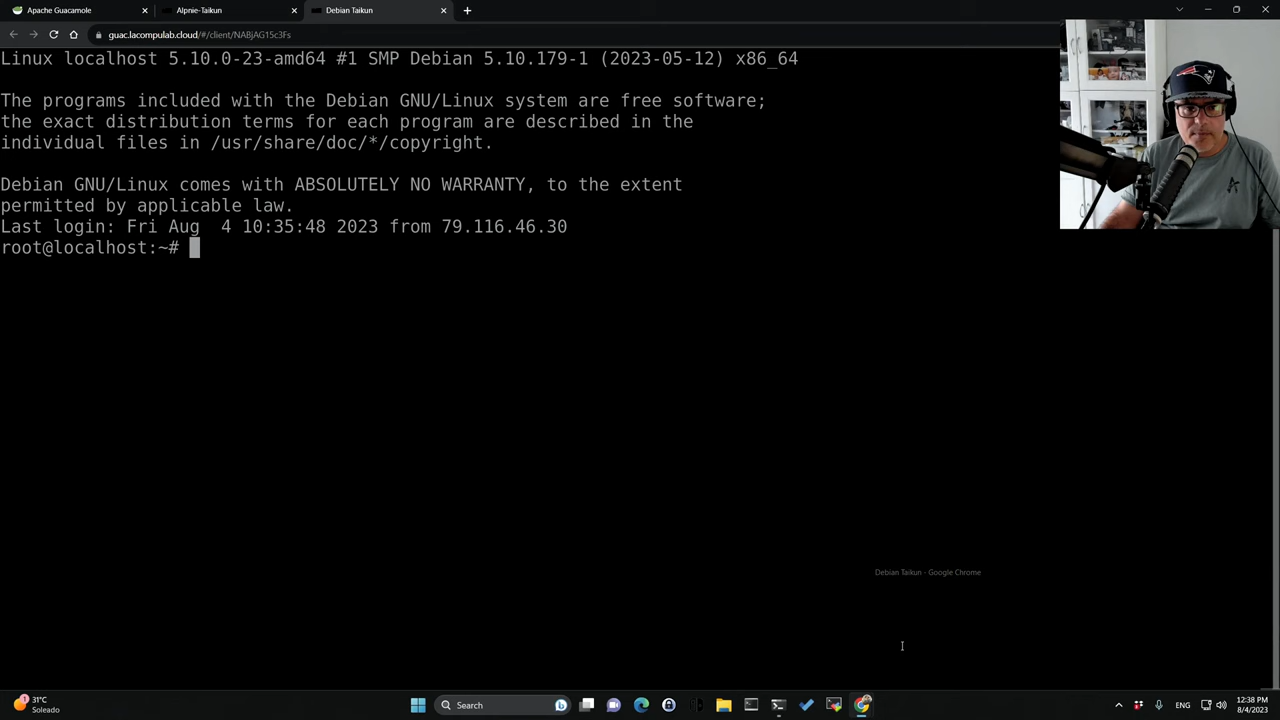 Apache Guacamole
Alpnie-Taikun
Debian Taikun
guac.lacompulab.cloud/#/client/NABJAG15c3Fs
Linux localhost 5.10.0-23-amd64 #1 SMP Debian 5.10.179-1 (2023-05-12) x86_64
The programs included with the Debian GNU/Linux system are free software;
the exact distribution terms for each program are described in the
individual files in /usr/share/doc/*/copyright.
Debian GNU/Linux comes with ABSOLUTELY NO WARRANTY, to the extent
permitted by applicable law.
Last login: Fri Aug  4 10:35:48 2023 from 79.116.46.30
root@localhost:~#
Debian Taikun - Google Chrome
1
31°C
Soleado
Search
ENG
12:38 PM
8/4/2023